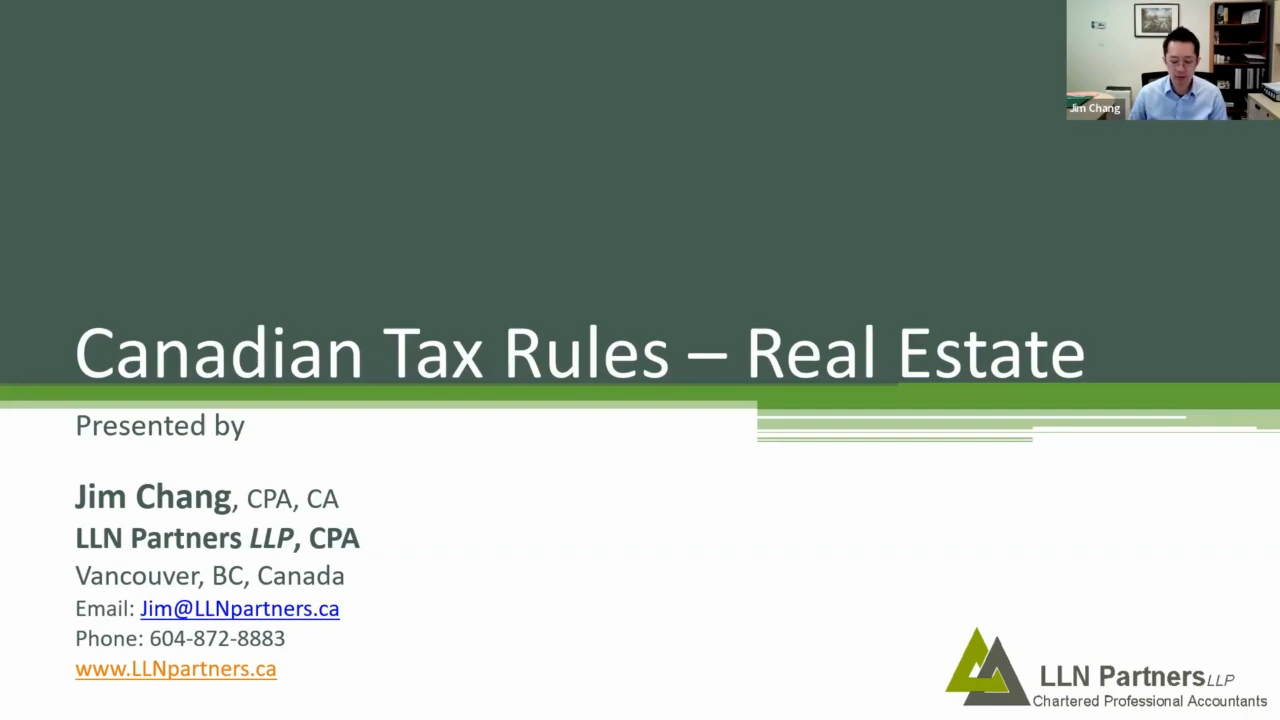 Jim Chang
Canadian Tax Rules – Real Estate
Presented by
Jim Chang, CPA, CA
LLN Partners LLP, CPA
Vancouver, BC, Canada
Email: Jim@LLNpartners.ca
Phone: 604-872-8883
www.LLNpartners.ca
LLN Partners LLP
Chartered Professional Accountants